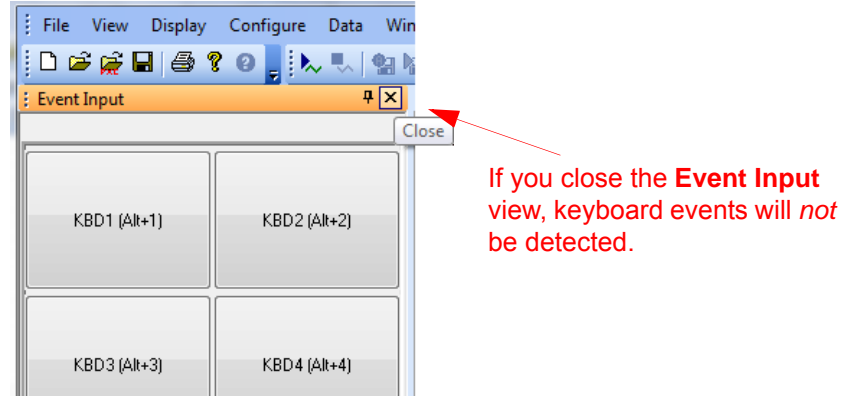 File View Display Configure Data Win
Event Input
Close
KBD1 (Alt+1) KBD2 (Alt+2)
KBD3 (Alt+3) KBD4 (Alt+4)
If you close the Event Input
view, keyboard events will not
be detected.